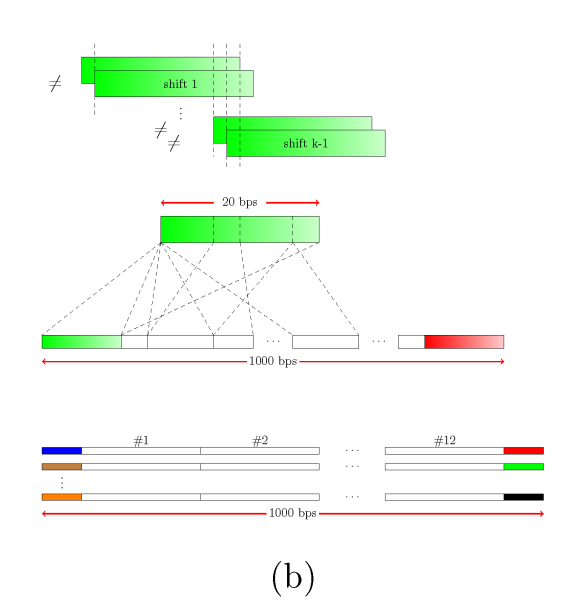 ≠ shift 1
⋮
≠
≠ shift k-1
20 bps
... ...
1000 bps
#1 #2 ... #12
...
⋮
...
1000 bps
(b)